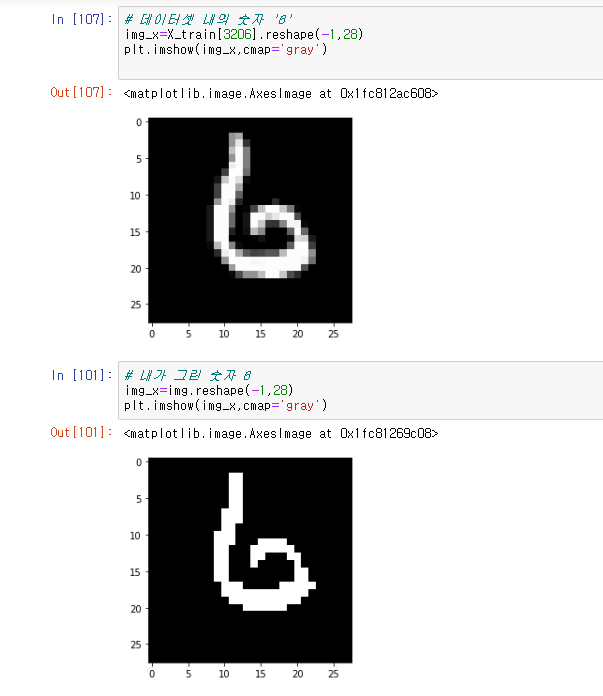 In [107]: # 데이터셋 내의 숫자 '6'
img_x=X_train[3206].reshape(-1,28)
plt.imshow(img_x,cmap='gray')
Out[107]: <matplotlib.image.AxesImage at 0x1fc812ac608>
0
5
10
15
20
25
0 5 10 15 20 25
In [101]: # 내가 그린 숫자 6
img_x=img.reshape(-1,28)
plt.imshow(img_x,cmap='gray')
Out[101]: <matplotlib.image.AxesImage at 0x1fc81269c08>
0
5
10
15
20
25
0 5 10 15 20 25